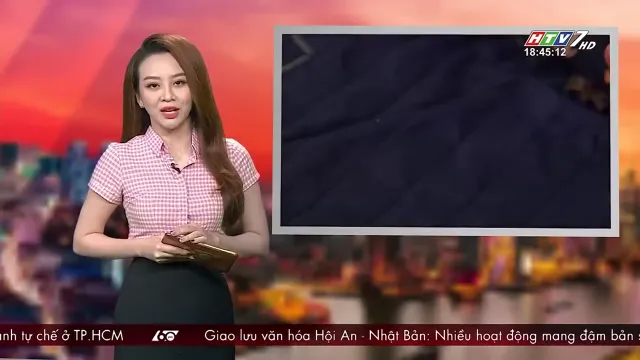 HTV7 HD
18:45:12
ành tự chế ở TP.HCM 60 Giao lưu văn hóa Hội An - Nhật Bản: Nhiều hoạt động mang đậm bản s